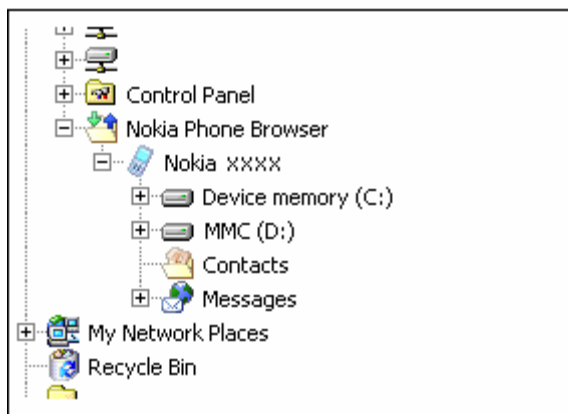 Control Panel
Nokia Phone Browser
Nokia xxxx
Device memory (C:)
MMC (D:)
Contacts
Messages
My Network Places
Recycle Bin